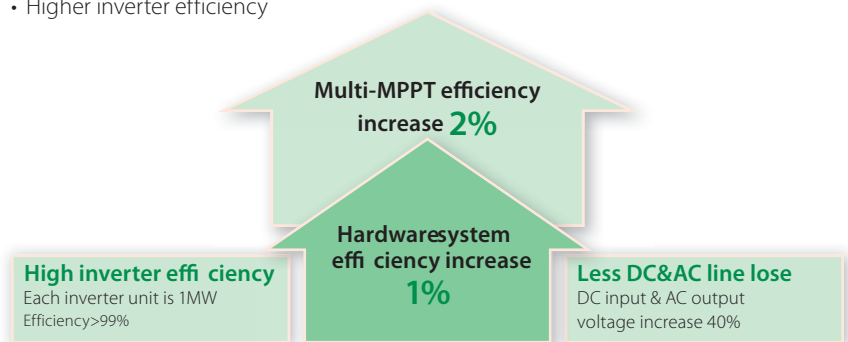 • Higher inverter efficiency
Multi-MPPT efficiency
increase 2%
Hardwaresystem
effi ciency increase
1%
High inverter effi ciency
Each inverter unit is 1MW
Efficiency>99%
Less DC&AC line lose
DC input & AC output
voltage increase 40%